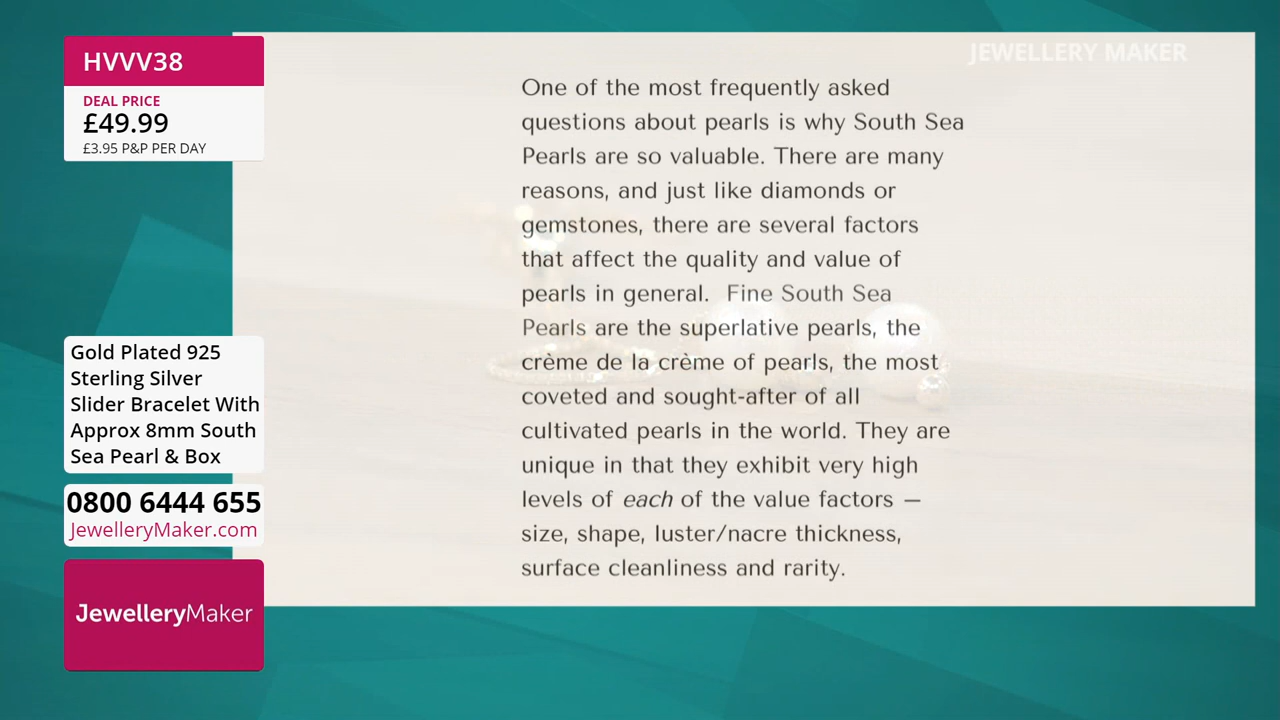 HVVV38
DEAL PRICE
£49.99
£3.95 P&P PER DAY
Gold Plated 925
Sterling Silver
Slider Bracelet With
Approx 8mm South
Sea Pearl & Box
0800 6444 655
JewelleryMaker.com
JewelleryMaker
JEWELLERY MAKER
One of the most frequently asked
questions about pearls is why South Sea
Pearls are so valuable. There are many
reasons, and just like diamonds or
gemstones, there are several factors
that affect the quality and value of
pearls in general.  Fine South Sea
Pearls are the superlative pearls, the
crème de la crème of pearls, the most
coveted and sought-after of all
cultivated pearls in the world. They are
unique in that they exhibit very high
levels of each of the value factors —
size, shape, luster/nacre thickness,
surface cleanliness and rarity.